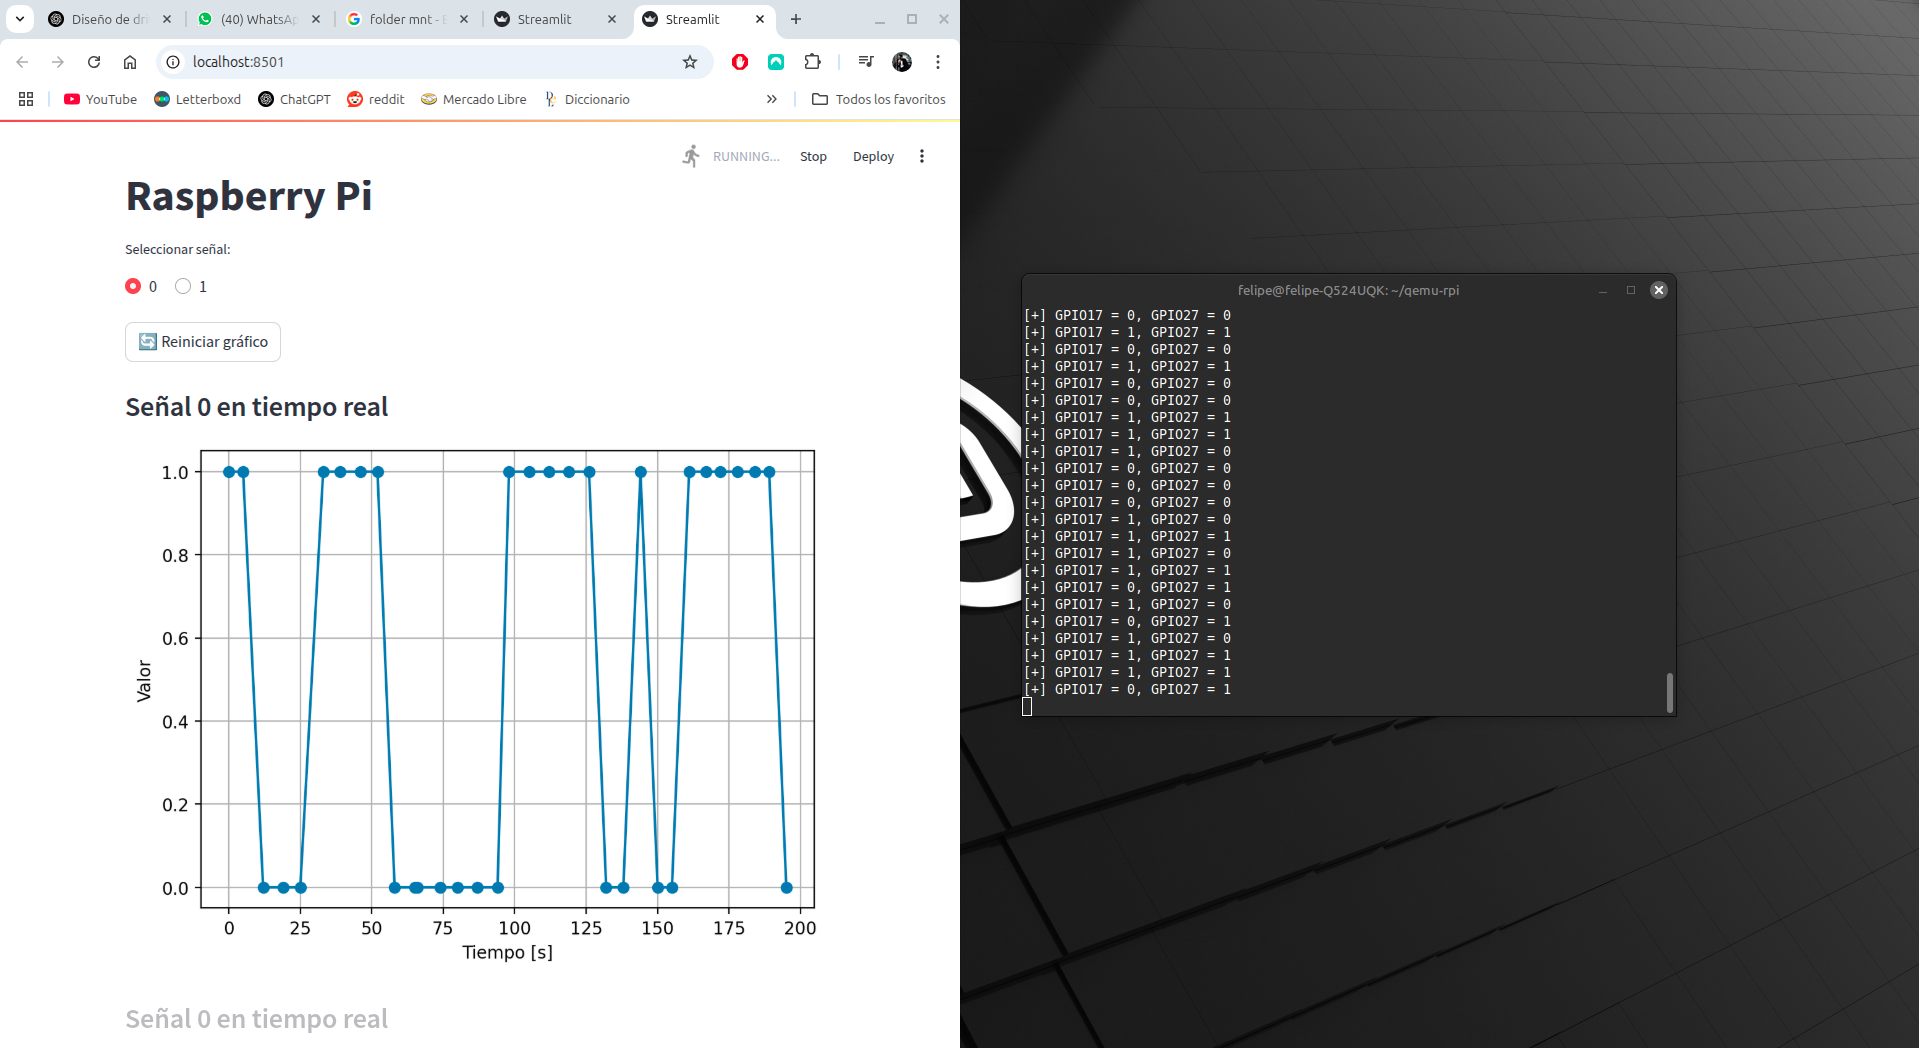 Diseño de dri
(40) WhatsAp
folder mnt - B
Streamlit
Streamlit
localhost:8501
YouTube
Letterboxd
ChatGPT
reddit
Mercado Libre
Diccionario
Todos los favoritos
RUNNING...
Stop
Deploy
Raspberry Pi
Seleccionar señal:
0
1
Reiniciar gráfico
Señal 0 en tiempo real
1.0
0.8
0.6
0.4
0.2
0.0
Valor
0 25 50 75 100 125 150 175 200
Tiempo [s]
Señal 0 en tiempo real
felipe@felipe-Q524UQK: ~/qemu-rpi
[+] GPIO17 = 0, GPIO27 = 0
[+] GPIO17 = 1, GPIO27 = 1
[+] GPIO17 = 0, GPIO27 = 0
[+] GPIO17 = 1, GPIO27 = 1
[+] GPIO17 = 0, GPIO27 = 0
[+] GPIO17 = 0, GPIO27 = 0
[+] GPIO17 = 1, GPIO27 = 1
[+] GPIO17 = 1, GPIO27 = 1
[+] GPIO17 = 1, GPIO27 = 0
[+] GPIO17 = 0, GPIO27 = 0
[+] GPIO17 = 0, GPIO27 = 0
[+] GPIO17 = 0, GPIO27 = 0
[+] GPIO17 = 1, GPIO27 = 0
[+] GPIO17 = 1, GPIO27 = 1
[+] GPIO17 = 1, GPIO27 = 0
[+] GPIO17 = 1, GPIO27 = 1
[+] GPIO17 = 0, GPIO27 = 1
[+] GPIO17 = 1, GPIO27 = 0
[+] GPIO17 = 0, GPIO27 = 1
[+] GPIO17 = 1, GPIO27 = 0
[+] GPIO17 = 1, GPIO27 = 1
[+] GPIO17 = 1, GPIO27 = 1
[+] GPIO17 = 0, GPIO27 = 1